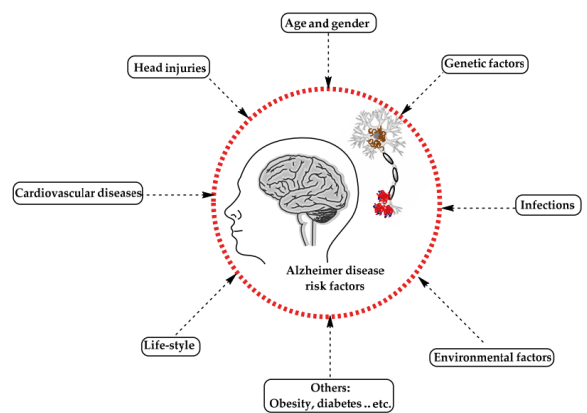 Age and gender
Head injuries
Genetic factors
Cardiovascular diseases
Infections
Alzheimer disease
risk factors
Life-style
Environmental factors
Others:
Obesity, diabetes .. etc.